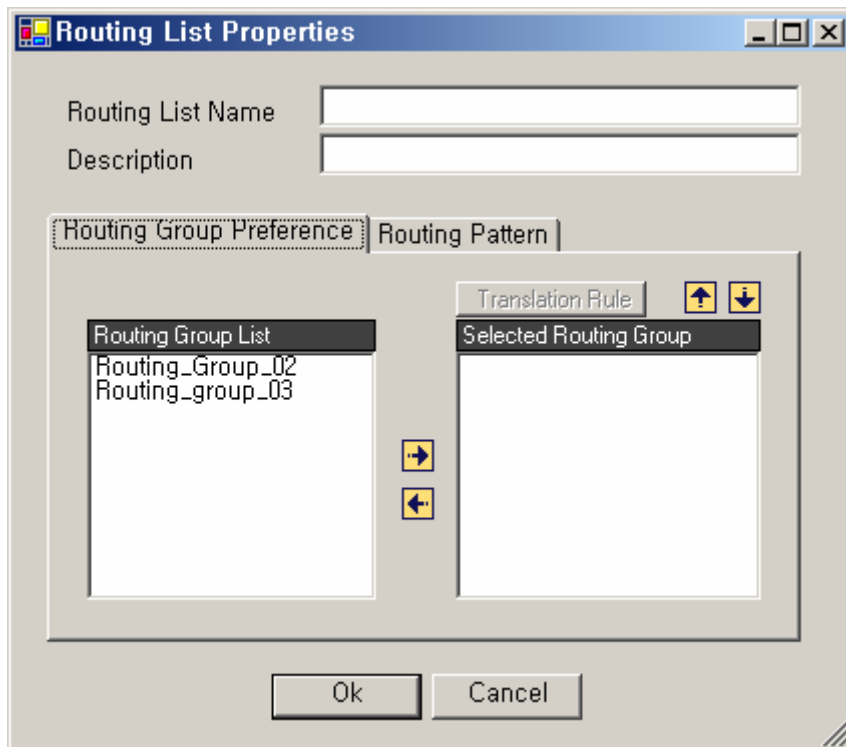 Routing List Properties
Routing List Name
Description
Routing Group Preference
Routing Pattern
Translation Rule
Routing Group List
Selected Routing Group
Routing_Group_02
Routing_group_03
Ok
Cancel